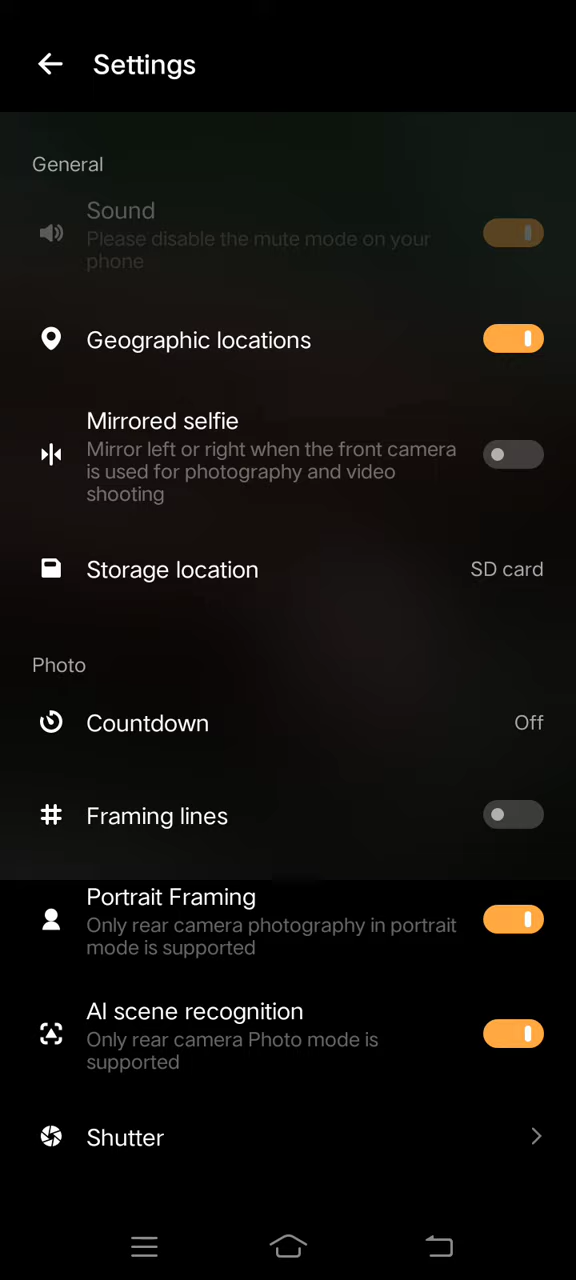 Settings
General
Sound
Please disable the mute mode on your
phone
Geographic locations
Mirrored selfie
Mirror left or right when the front camera
is used for photography and video
shooting
Storage location
SD card
Photo
Countdown
Off
Framing lines
Portrait Framing
Only rear camera photography in portrait
mode is supported
AI scene recognition
Only rear camera Photo mode is
supported
Shutter